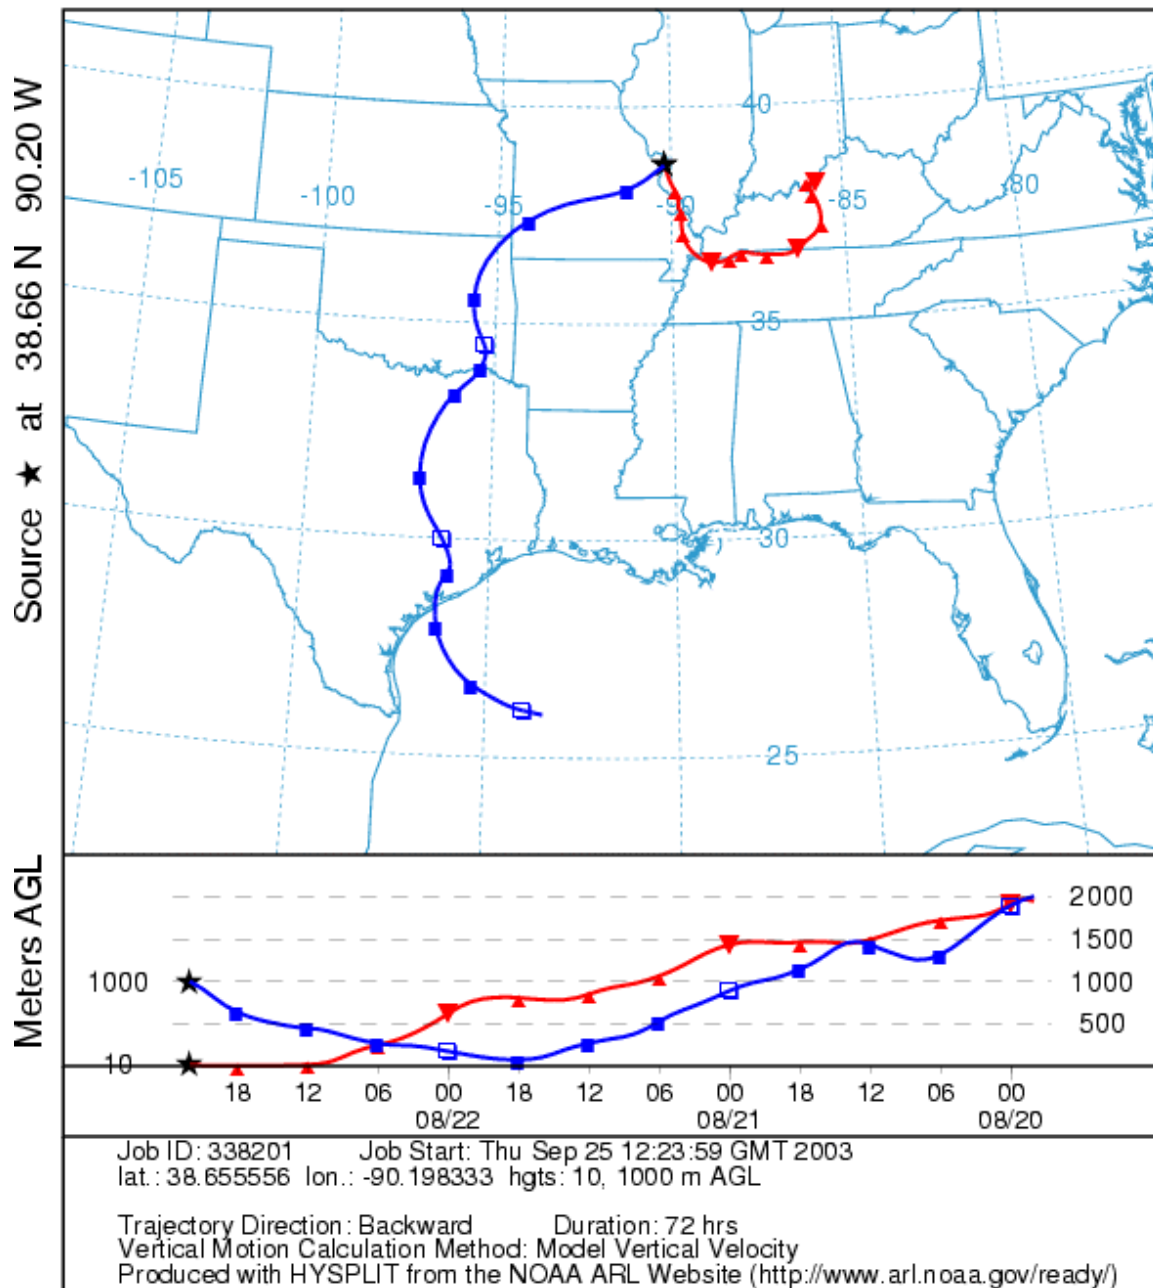 Source ★ at 38.66 N 90.20 W
40
-105
-100
-95
-90
-85
-80
35
30
25
Meters AGL
2000
1500
1000
1000
500
10
18 12 06 00 18 12 06 00 18 12 06 00
08/22 08/21 08/20
Job ID: 338201 Job Start: Thu Sep 25 12:23:59 GMT 2003
lat.: 38.655556 lon.: -90.198333 hgts: 10, 1000 m AGL
Trajectory Direction: Backward Duration: 72 hrs
Vertical Motion Calculation Method: Model Vertical Velocity
Produced with HYSPLIT from the NOAA ARL Website (http://www.arl.noaa.gov/ready/)